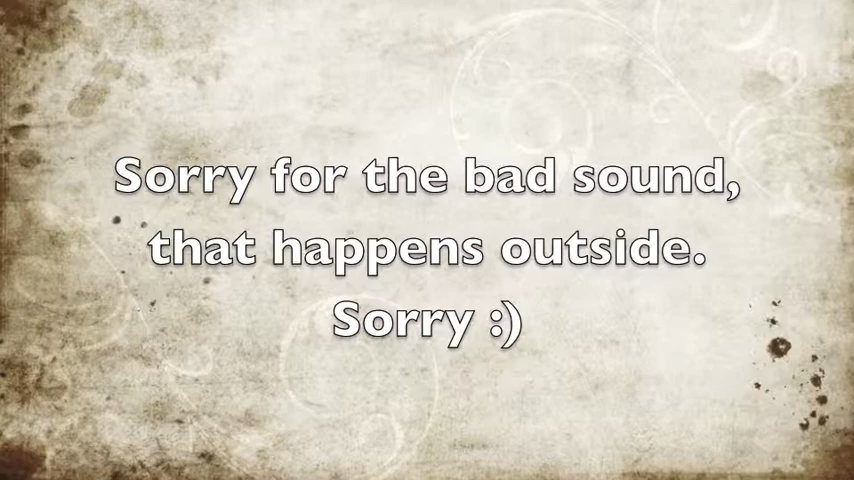 Sorry for the bad sound,
that happens outside.
Sorry :)